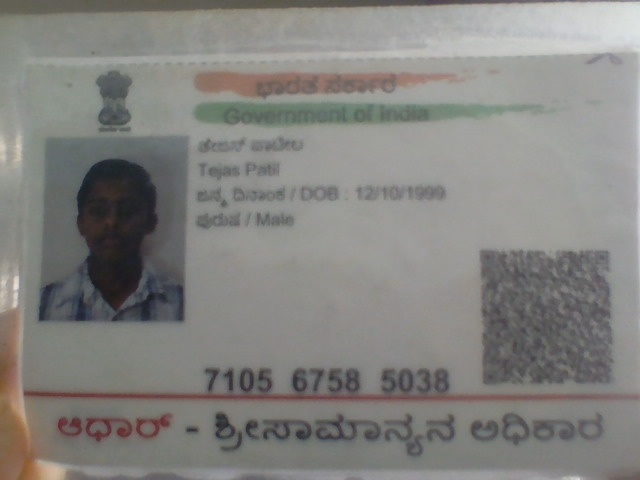 ಭಾರತ ಸರ್ಕಾರ
Government of India
ತೇಜಸ್ ಪಾಟೀಲ
Tejas Patil
ಜನ್ಮ ದಿನಾಂಕ / DOB : 12/10/1999
ಪುರುಷ / Male
7105 6758 5038
ಆಧಾರ್ - ಶ್ರೀಸಾಮಾನ್ಯನ ಅಧಿಕಾರ